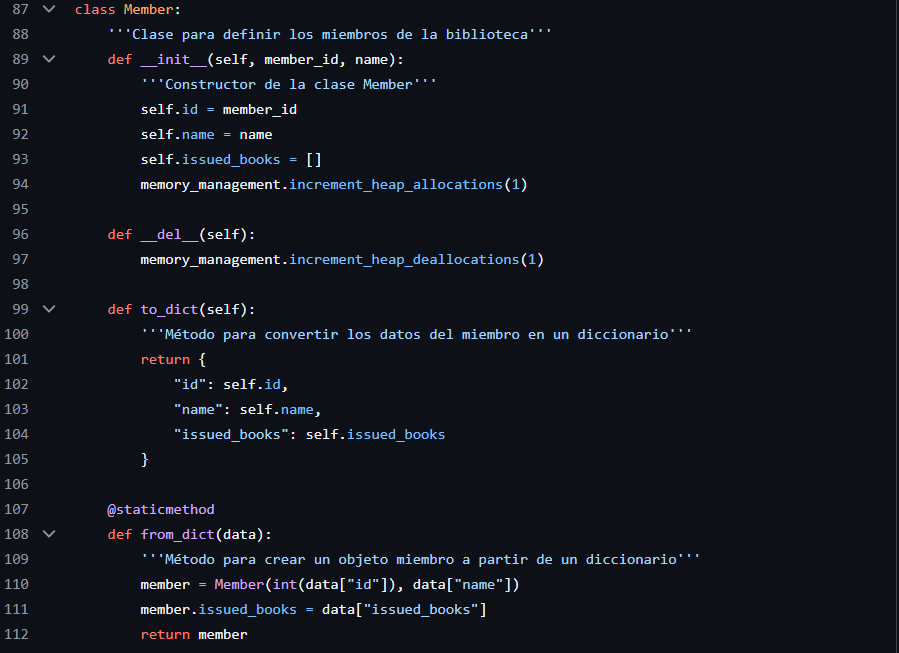 87 class Member:
88     '''Clase para definir los miembros de la biblioteca'''
89     def __init__(self, member_id, name):
90         '''Constructor de la clase Member'''
91         self.id = member_id
92         self.name = name
93         self.issued_books = []
94         memory_management.increment_heap_allocations(1)
95
96     def __del__(self):
97         memory_management.increment_heap_deallocations(1)
98
99     def to_dict(self):
100         '''Método para convertir los datos del miembro en un diccionario'''
101         return {
102             "id": self.id,
103             "name": self.name,
104             "issued_books": self.issued_books
105         }
106
107     @staticmethod
108     def from_dict(data):
109         '''Método para crear un objeto miembro a partir de un diccionario'''
110         member = Member(int(data["id"]), data["name"])
111         member.issued_books = data["issued_books"]
112         return member